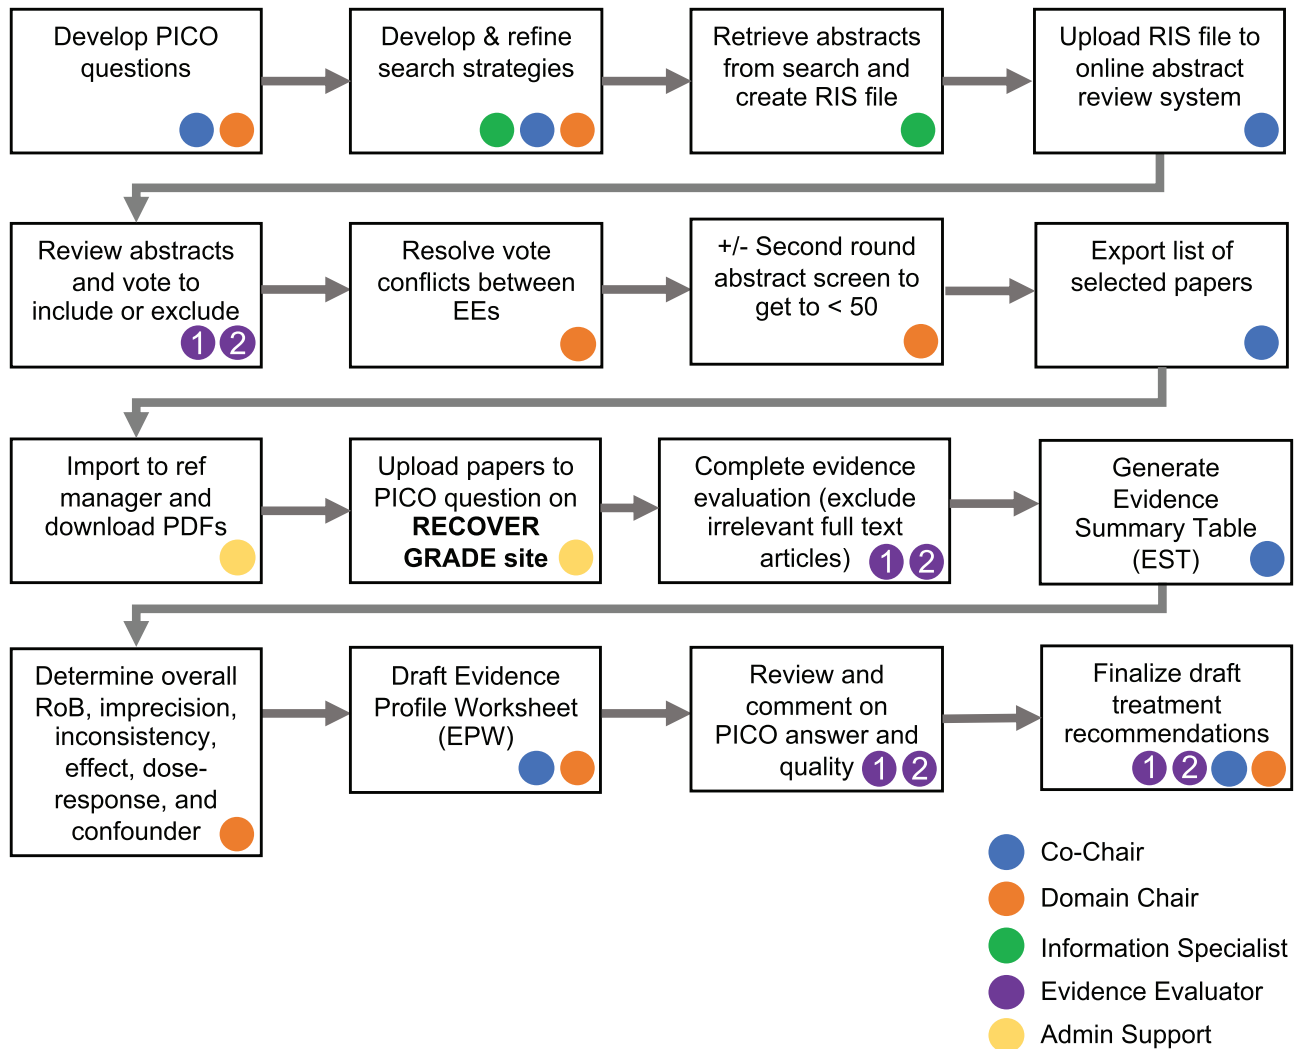 Develop PICO
questions
Develop & refine
search strategies
Retrieve abstracts
from search and
create RIS file
Upload RIS file to
online abstract
review system
Review abstracts
and vote to
include or exclude
1 2
Resolve vote
conflicts between
EEs
+/- Second round
abstract screen to
get to < 50
Export list of
selected papers
Import to ref
manager and
download PDFs
Upload papers to
PICO question on
RECOVER
GRADE site
Complete evidence
evaluation (exclude
irrelevant full text
articles) 1 2
Generate
Evidence
Summary Table
(EST)
Determine overall
RoB, imprecision,
inconsistency,
effect, dose-
response, and
confounder
Draft Evidence
Profile Worksheet
(EPW)
Review and
comment on
PICO answer and
quality 1 2
Finalize draft
treatment
recommendations
1 2
Co-Chair
Domain Chair
Information Specialist
Evidence Evaluator
Admin Support